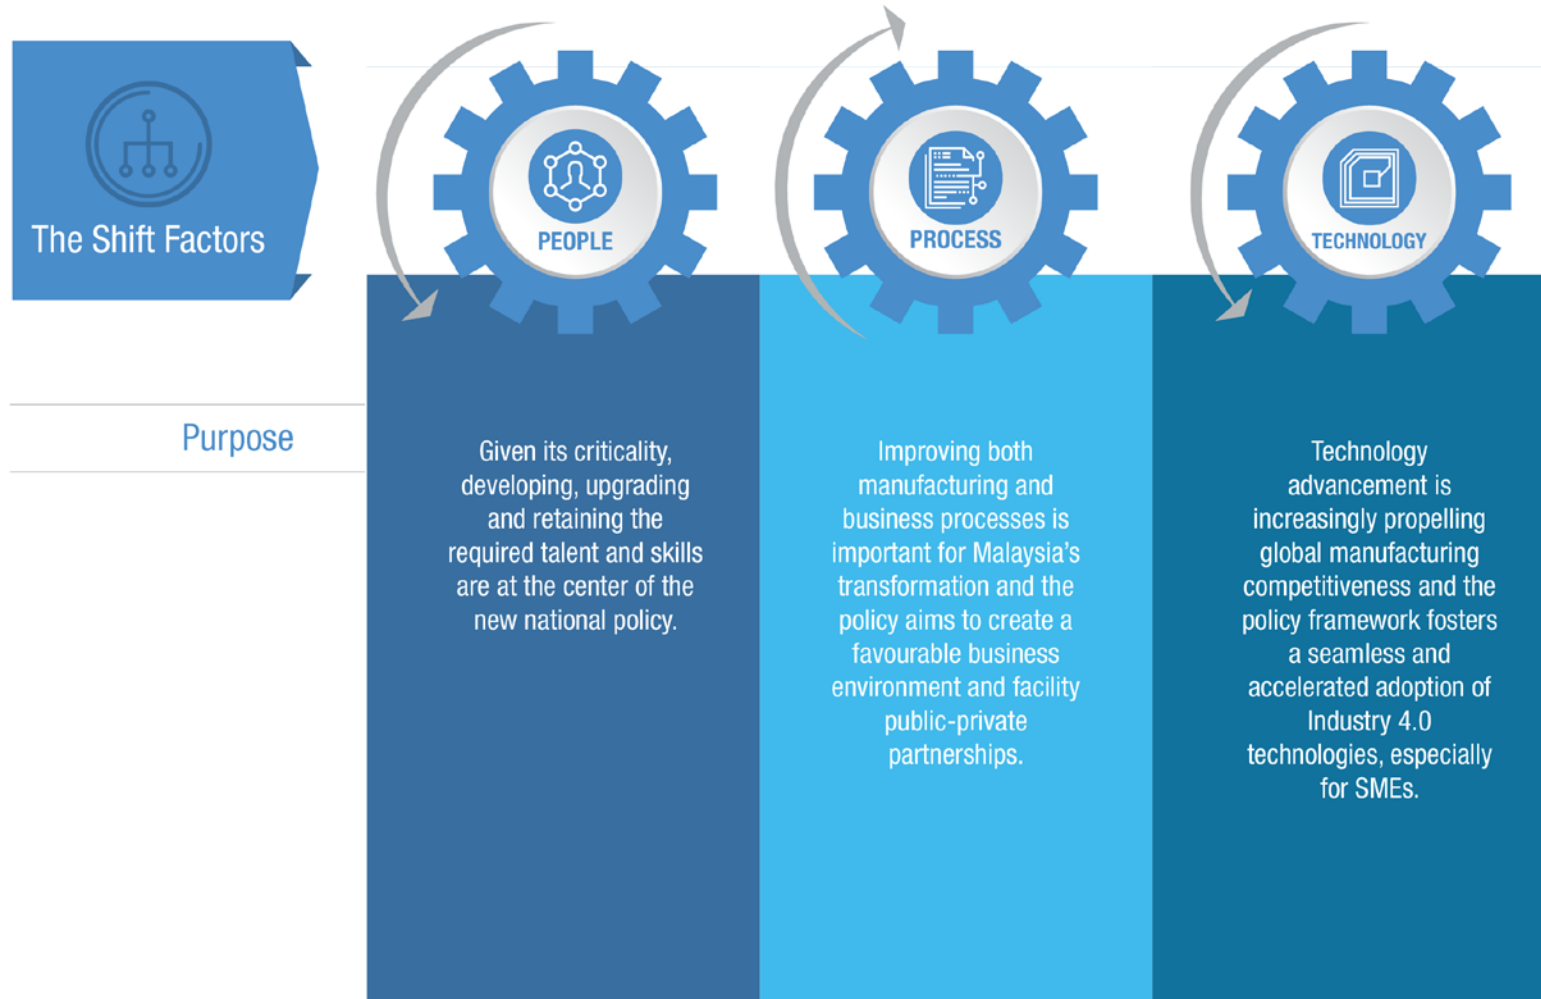 The Shift Factors
PEOPLE
PROCESS
TECHNOLOGY
Purpose
Given its criticality,
developing, upgrading
and retaining the
required talent and skills
are at the center of the
new national policy.
Improving both
manufacturing and
business processes is
important for Malaysia's
transformation and the
policy aims to create a
favourable business
environment and facility
public-private
partnerships.
Technology
advancement is
increasingly propelling
global manufacturing
competitiveness and the
policy framework fosters
a seamless and
accelerated adoption of
Industry 4.0
technologies, especially
for SMEs.